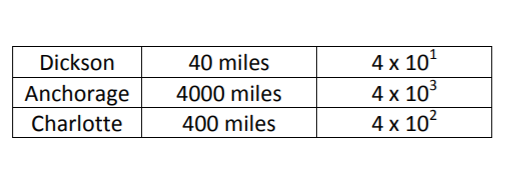 Dickson 40 miles 4 x 10¹
Anchorage 4000 miles 4 x 10³
Charlotte 400 miles 4 x 10²